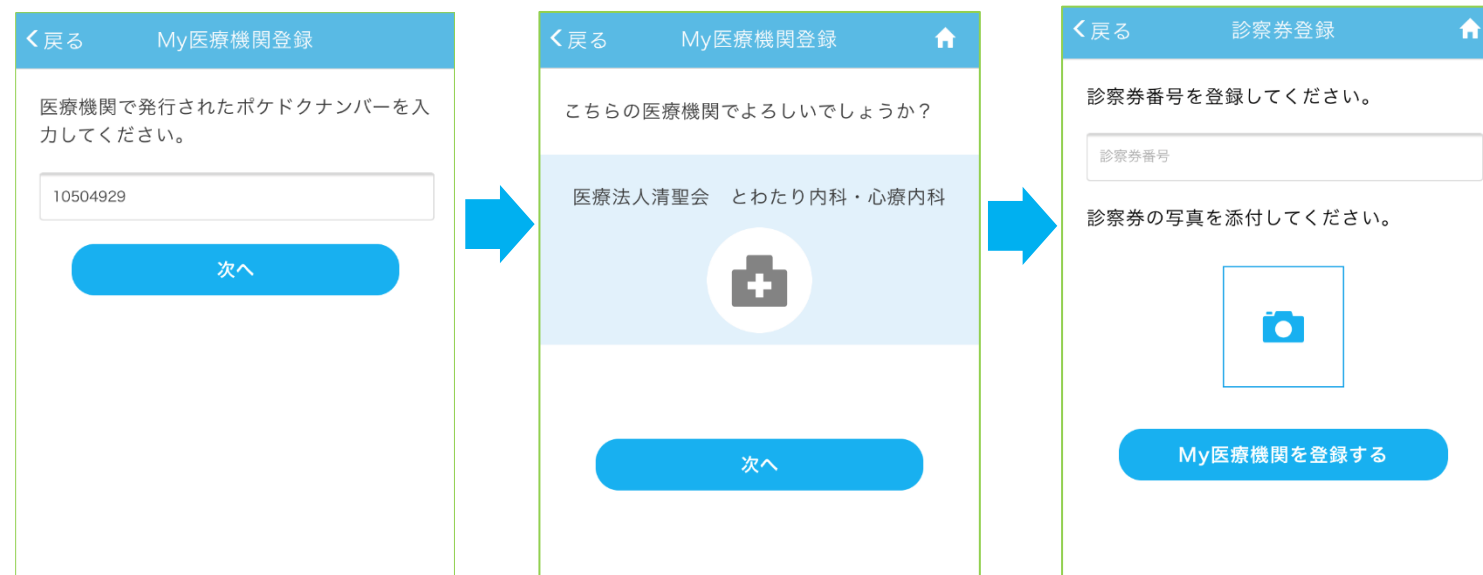 戻る My医療機関登録
医療機関で発行されたポケドクナンバーを入
力してください。
10504929
次へ
戻る My医療機関登録
こちらの医療機関でよろしいでしょうか？
医療法人清聖会　とわたり内科・心療内科
次へ
戻る 診察券登録
診察券番号を登録してください。
診察券番号
診察券の写真を添付してください。
My医療機関を登録する